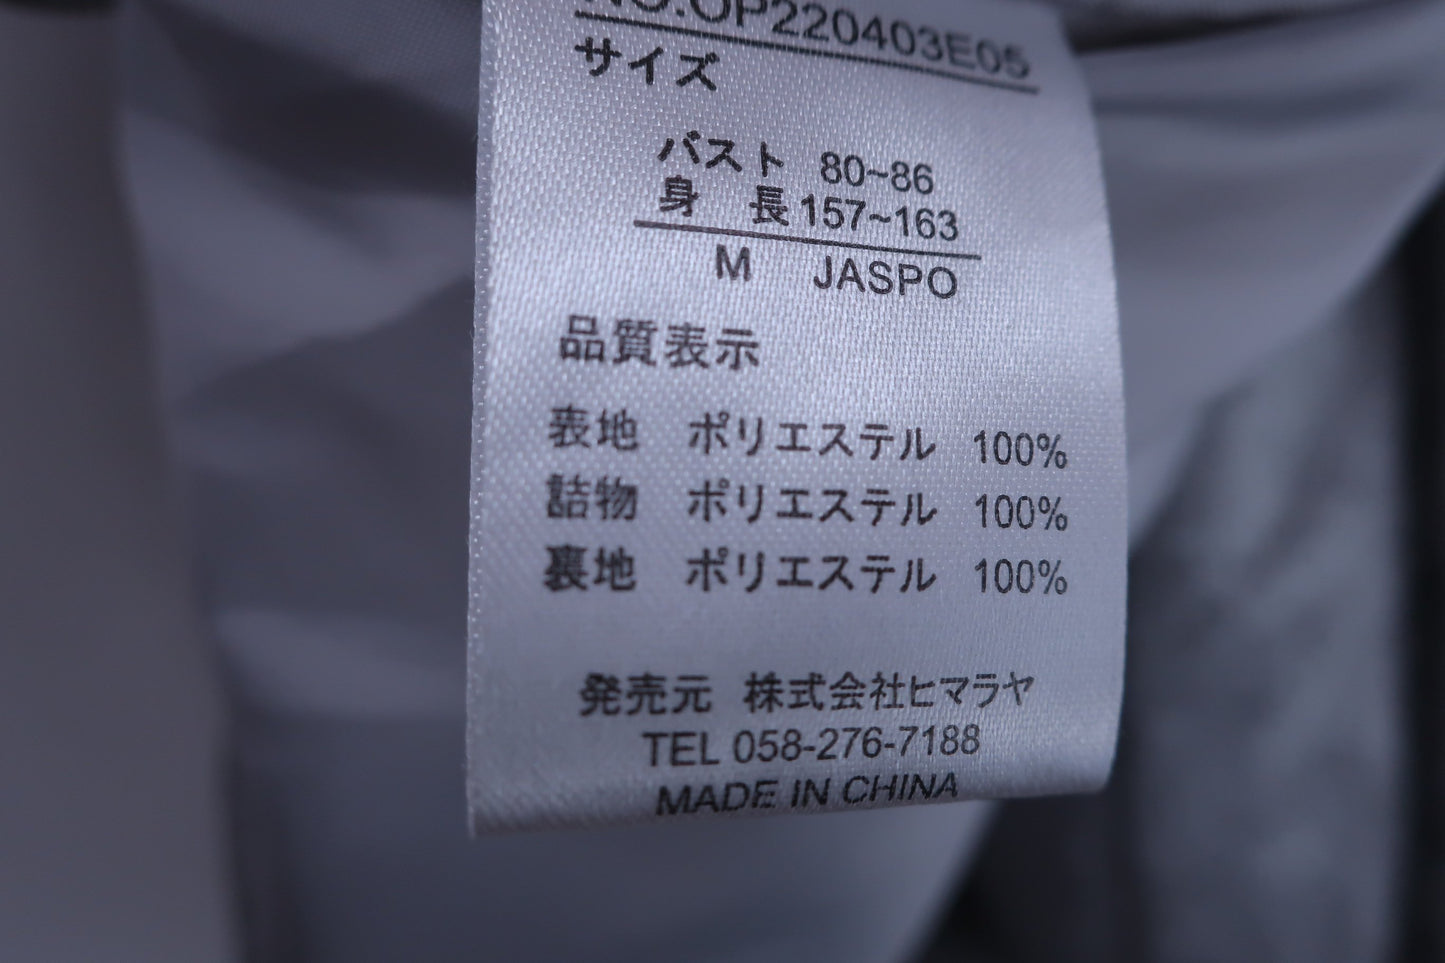 NO.OP220403E05
サイズ
バスト 80~86
身 長 157~163
M JASPO
品質表示
表地 ポリエステル 100%
詰物 ポリエステル 100%
裏地 ポリエステル 100%
発売元 株式会社ヒマラヤ
TEL 058-276-7188
MADE IN CHINA